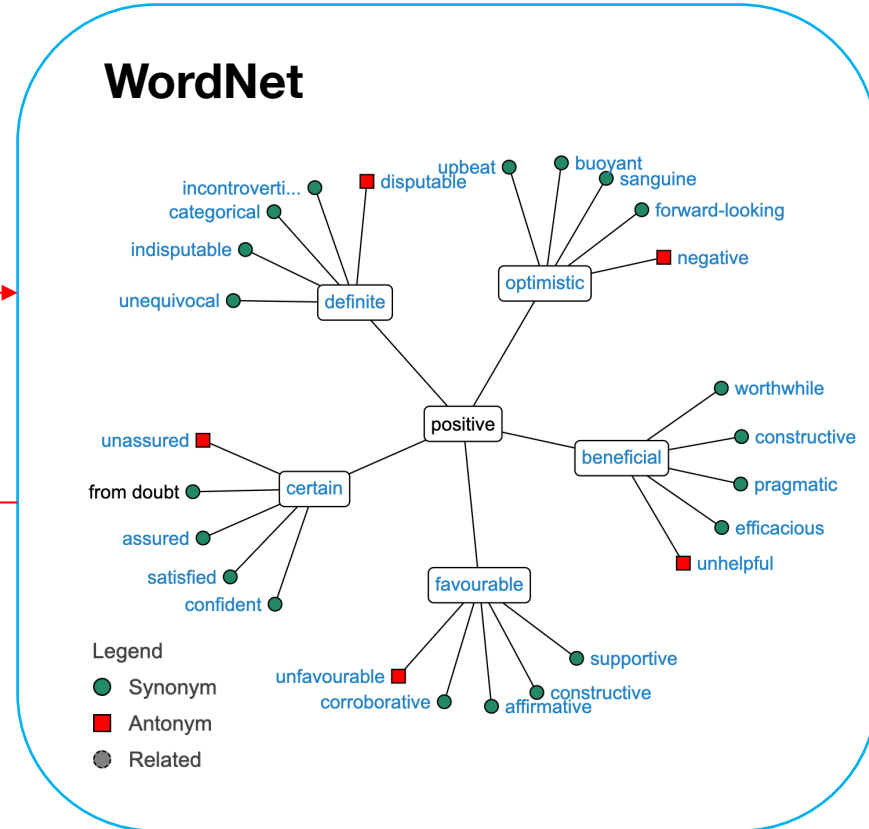 WordNet
upbeat
buoyant
incontroverti...
disputable
sanguine
categorical
forward-looking
indisputable
negative
optimistic
unequivocal
definite
worthwhile
positive
unassured
constructive
beneficial
from doubt
certain
pragmatic
assured
efficacious
satisfied
unhelpful
favourable
confident
Legend
supportive
unfavourable
Synonym
constructive
corroborative
affirmative
Antonym
Related